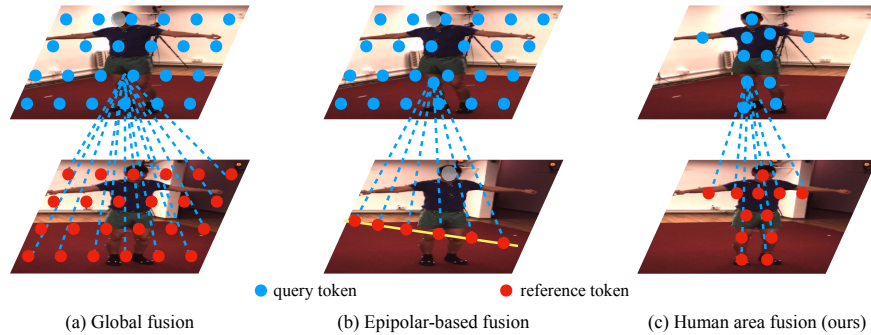 query token
reference token
(a) Global fusion
(b) Epipolar-based fusion
(c) Human area fusion (ours)